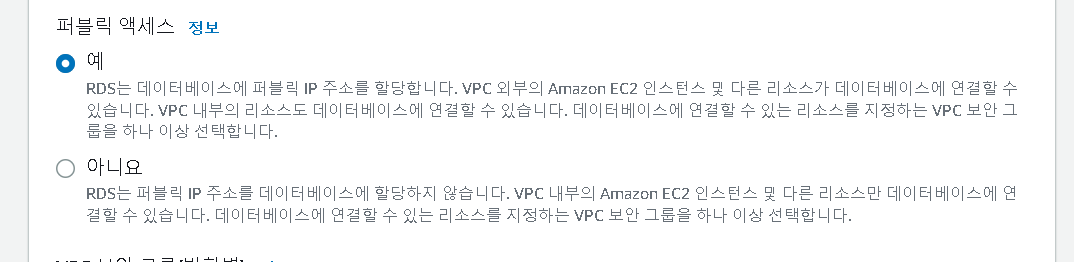 퍼블릭 액세스 정보
예
RDS는 데이터베이스에 퍼블릭 IP 주소를 할당합니다. VPC 외부의 Amazon EC2 인스턴스 및 다른 리소스가 데이터베이스에 연결할 수
있습니다. VPC 내부의 리소스도 데이터베이스에 연결할 수 있습니다. 데이터베이스에 연결할 수 있는 리소스를 지정하는 VPC 보안 그
룹을 하나 이상 선택합니다.
아니요
RDS는 퍼블릭 IP 주소를 데이터베이스에 할당하지 않습니다. VPC 내부의 Amazon EC2 인스턴스 및 다른 리소스만 데이터베이스에 연
결할 수 있습니다. 데이터베이스에 연결할 수 있는 리소스를 지정하는 VPC 보안 그룹을 하나 이상 선택합니다.